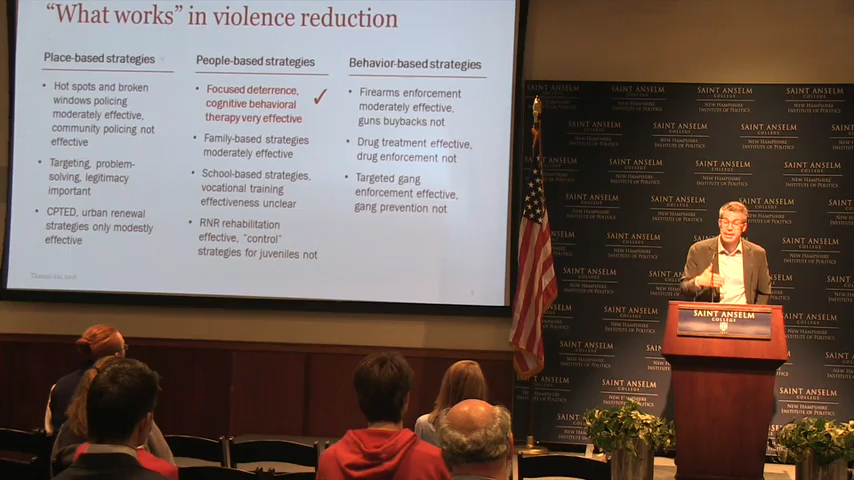 "What works" in violence reduction
Place-based strategies
• Hot spots and broken
windows policing
moderately effective,
community policing not
effective
• Targeting, problem-
solving, legitimacy
important
• CPTED, urban renewal
strategies only modestly
effective
People-based strategies
• Focused deterrence,
cognitive behavioral
therapy very effective
✓
• Family-based strategies
moderately effective
• School-based strategies,
vocational training
effectiveness unclear
• RNR rehabilitation
effective, "control"
strategies for juveniles not
Behavior-based strategies
• Firearms enforcement
moderately effective,
guns buybacks not
• Drug treatment effective,
drug enforcement not
• Targeted gang
enforcement effective,
gang prevention not
SAINT ANSELM
COLLEGE
NEW HAMPSHIRE
INSTITUTE OF POLITICS
SAINT ANSELM
COLLEGE